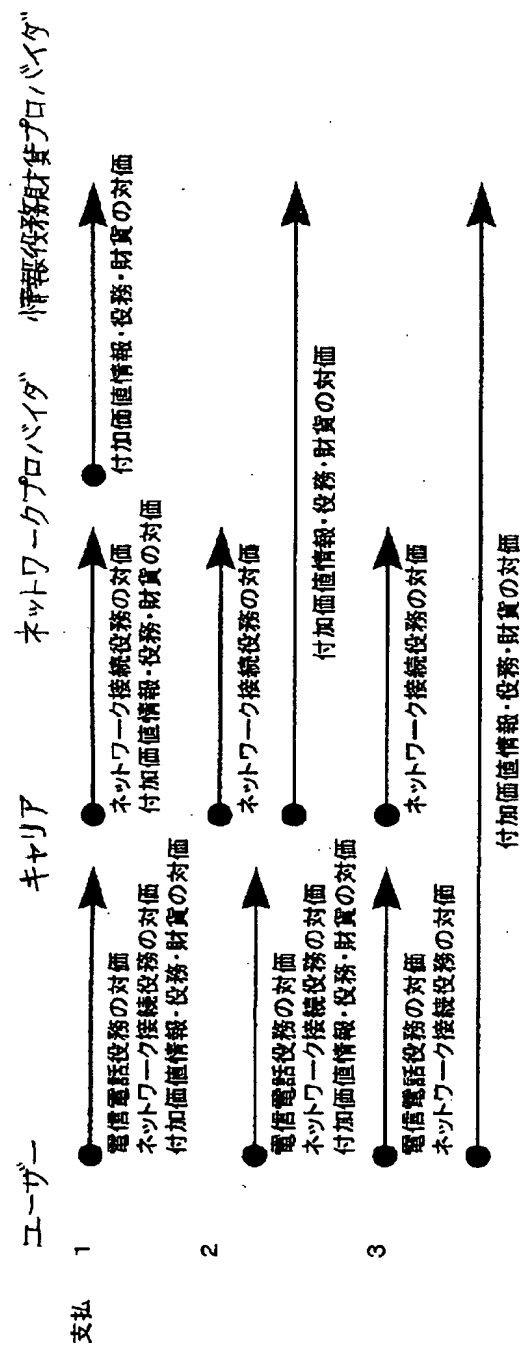 ユーザー
キャリア
ネットワークプロバイダ
情報役務財貨プロバイダ
支払
1
電信電話役務の対価
ネットワーク接続役務の対価
付加価値情報・役務・財貨の対価
ネットワーク接続役務の対価
付加価値情報・役務・財貨の対価
付加価値情報・役務・財貨の対価
2
電信電話役務の対価
ネットワーク接続役務の対価
付加価値情報・役務・財貨の対価
ネットワーク接続役務の対価
付加価値情報・役務・財貨の対価
3
電信電話役務の対価
ネットワーク接続役務の対価
ネットワーク接続役務の対価
付加価値情報・役務・財貨の対価